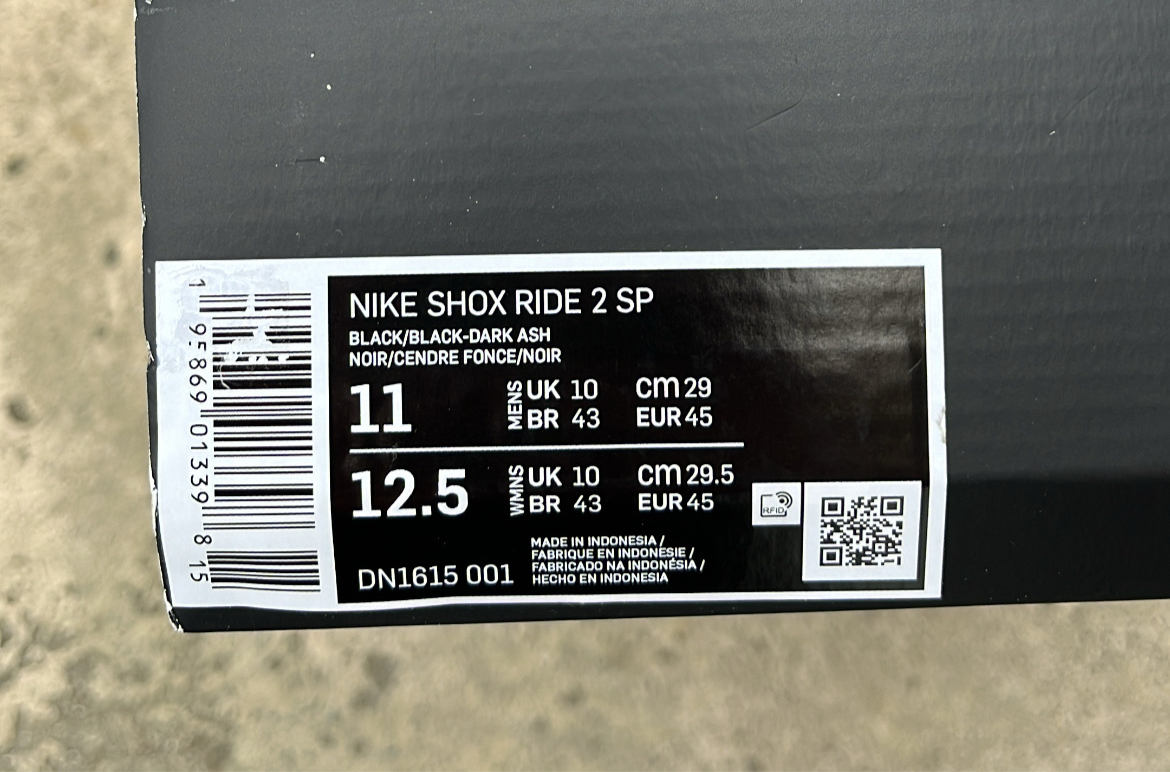 1 95869 01339 8 15
NIKE SHOX RIDE 2 SP
BLACK/BLACK-DARK ASH
NOIR/CENDRE FONCE/NOIR
11 MENS UK 10 cm 29
BR 43 EUR 45
12.5 WMNS UK 10 cm 29.5
BR 43 EUR 45
RFID
DN1615 001
MADE IN INDONESIA /
FABRIQUE EN INDONÉSIE /
FABRICADO NA INDONÉSIA /
HECHO EN INDONESIA